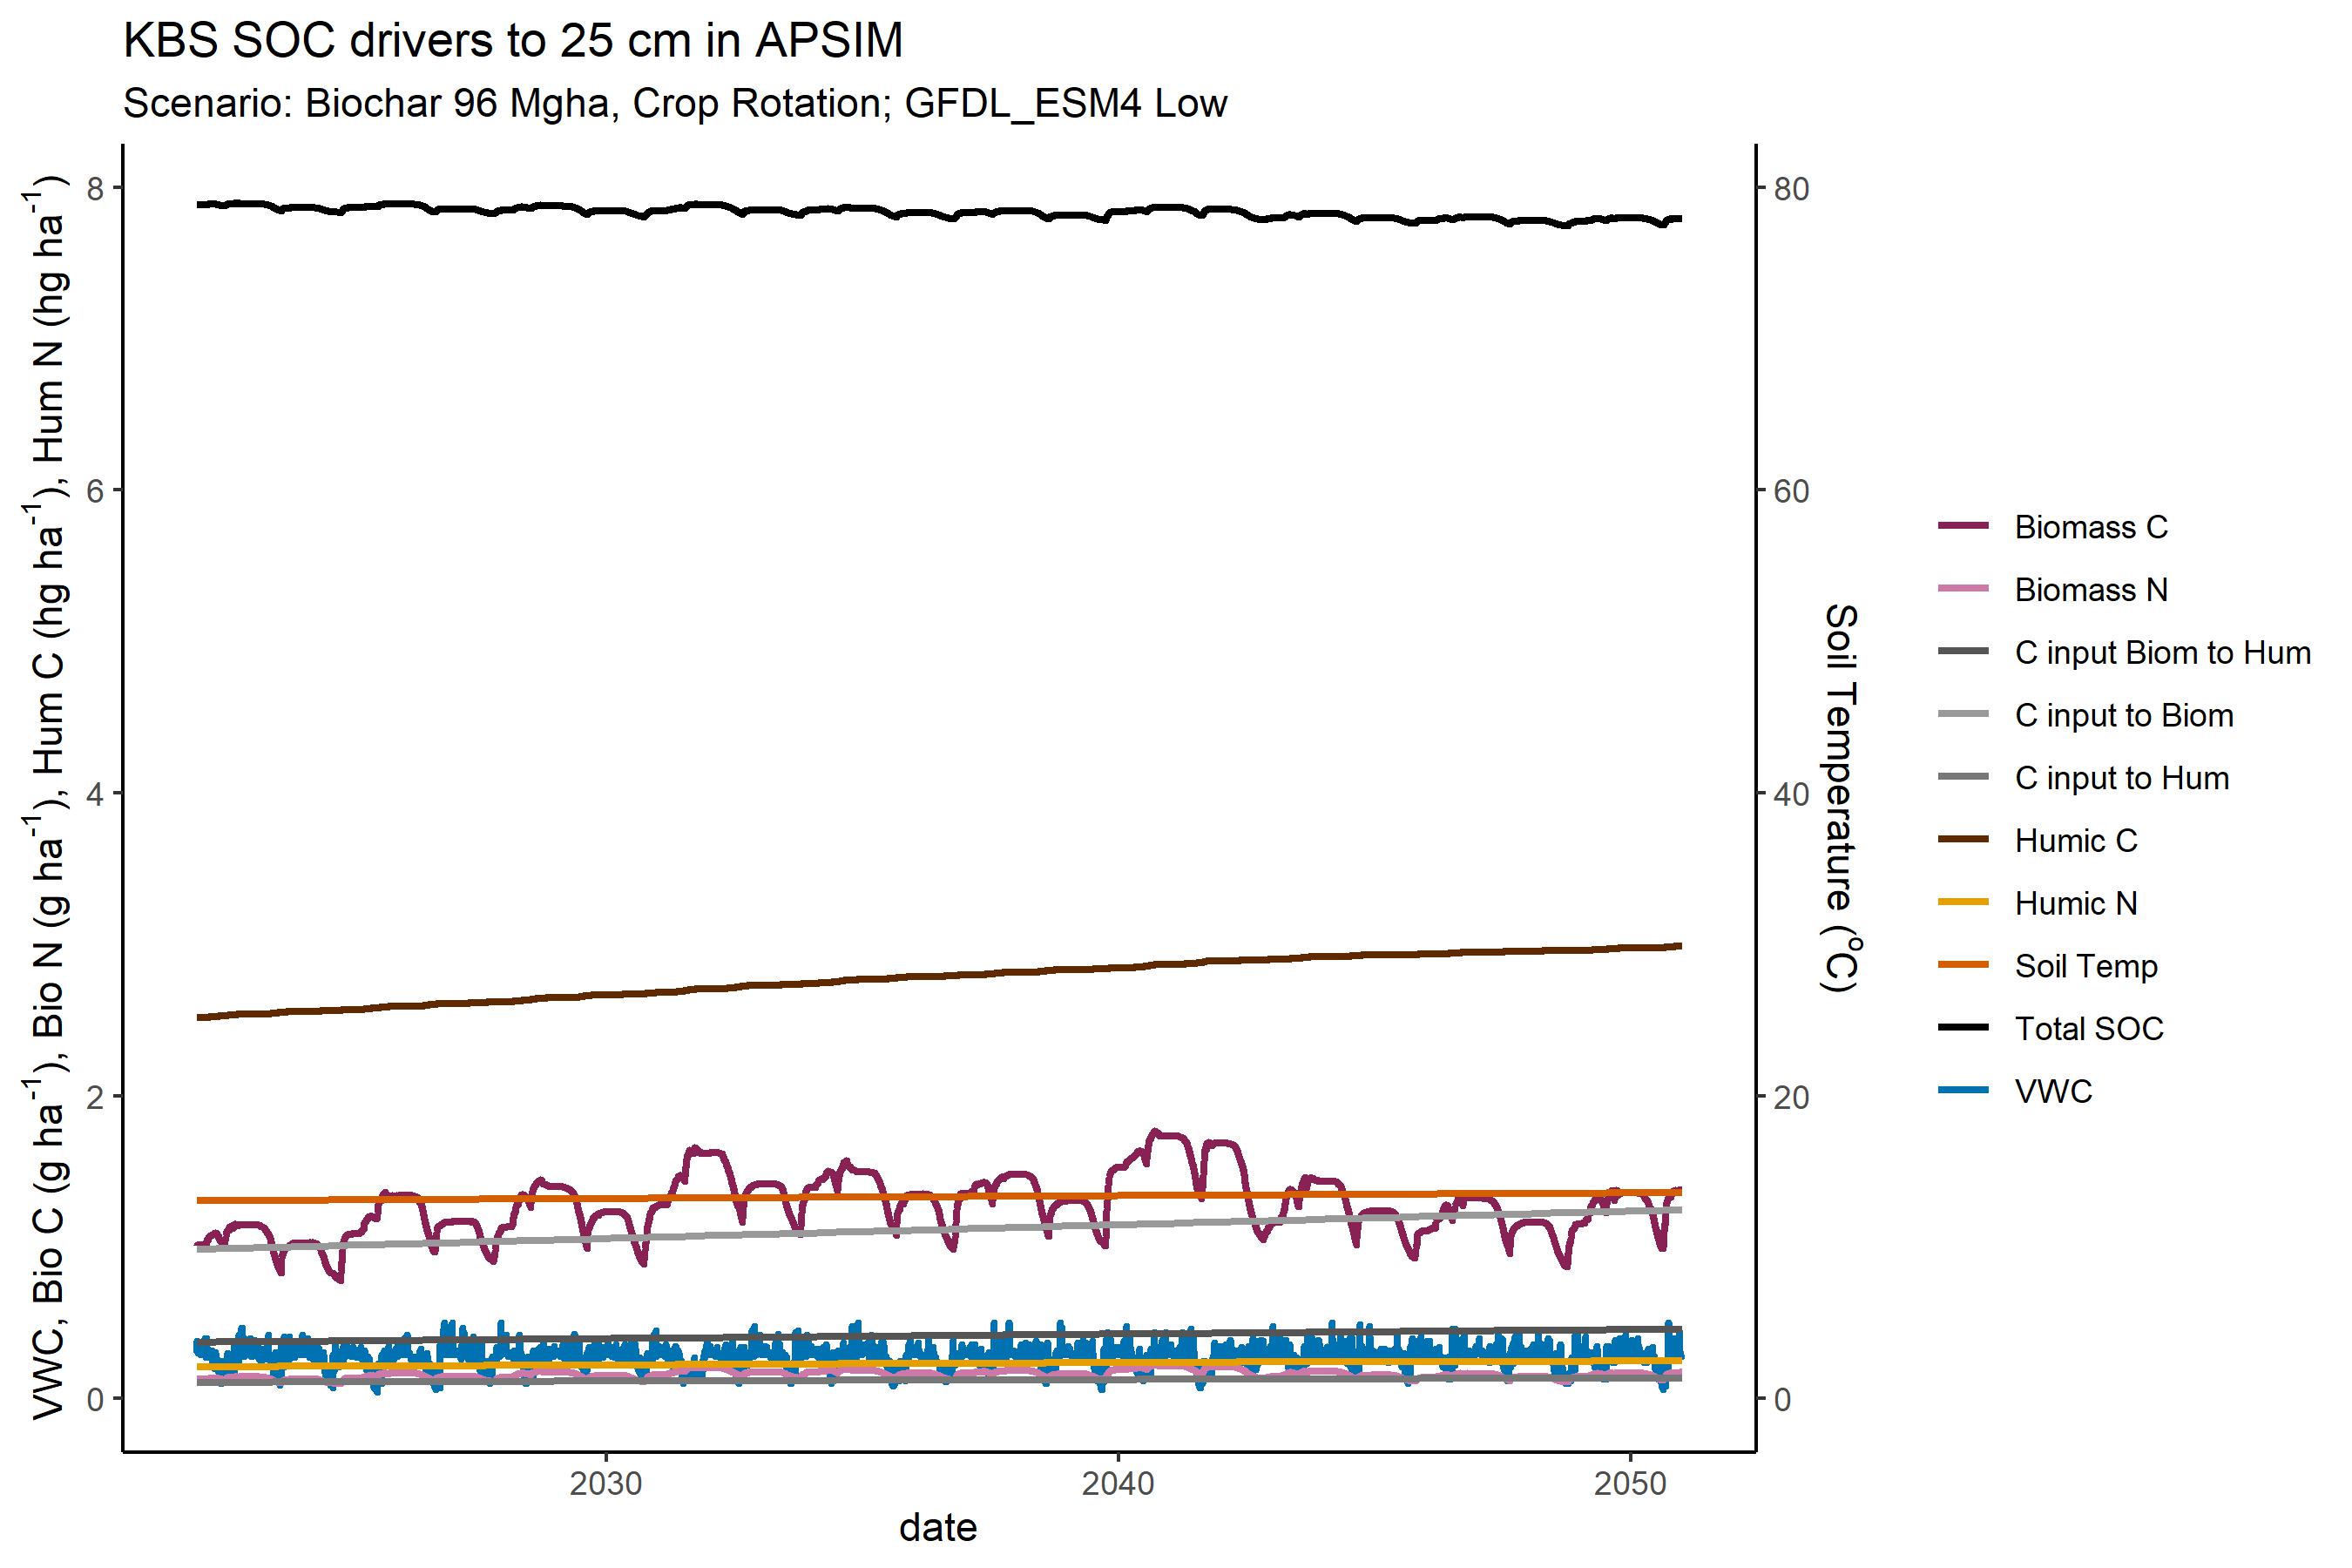 KBS SOC drivers to 25 cm in APSIM
Scenario: Biochar 96 Mgha, Crop Rotation; GFDL_ESM4 Low
VWC, Bio C (g ha⁻¹), Bio N (g ha⁻¹), Hum C (hg ha⁻¹), Hum N (hg ha⁻¹)
8
6
4
2
0
80
60
40
20
0
Soil Temperature (ºC)
2030
2040
2050
date
Biomass C
Biomass N
C input Biom to Hum
C input to Biom
C input to Hum
Humic C
Humic N
Soil Temp
Total SOC
VWC